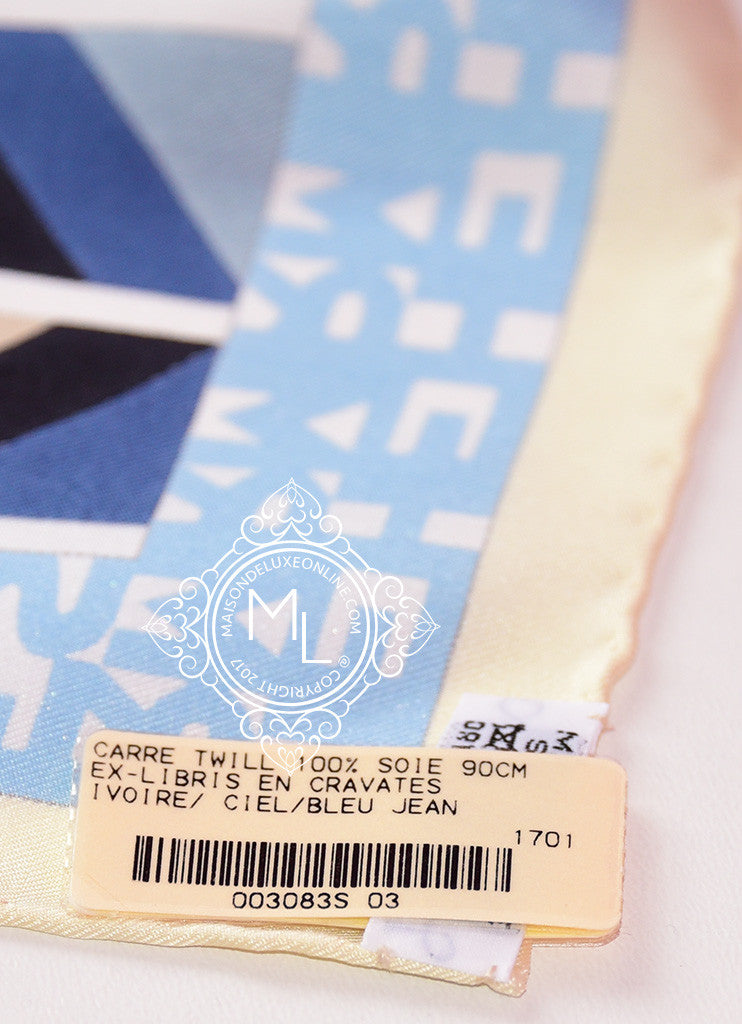 MAISONDELUXEONLINE.COM
ML
® COPYRIGHT 2017
CARRE TWILL 100% SOIE 90CM
EX-LIBRIS EN CRAVATES
IVOIRE/ CIEL/BLEU JEAN
1701
003083S 03